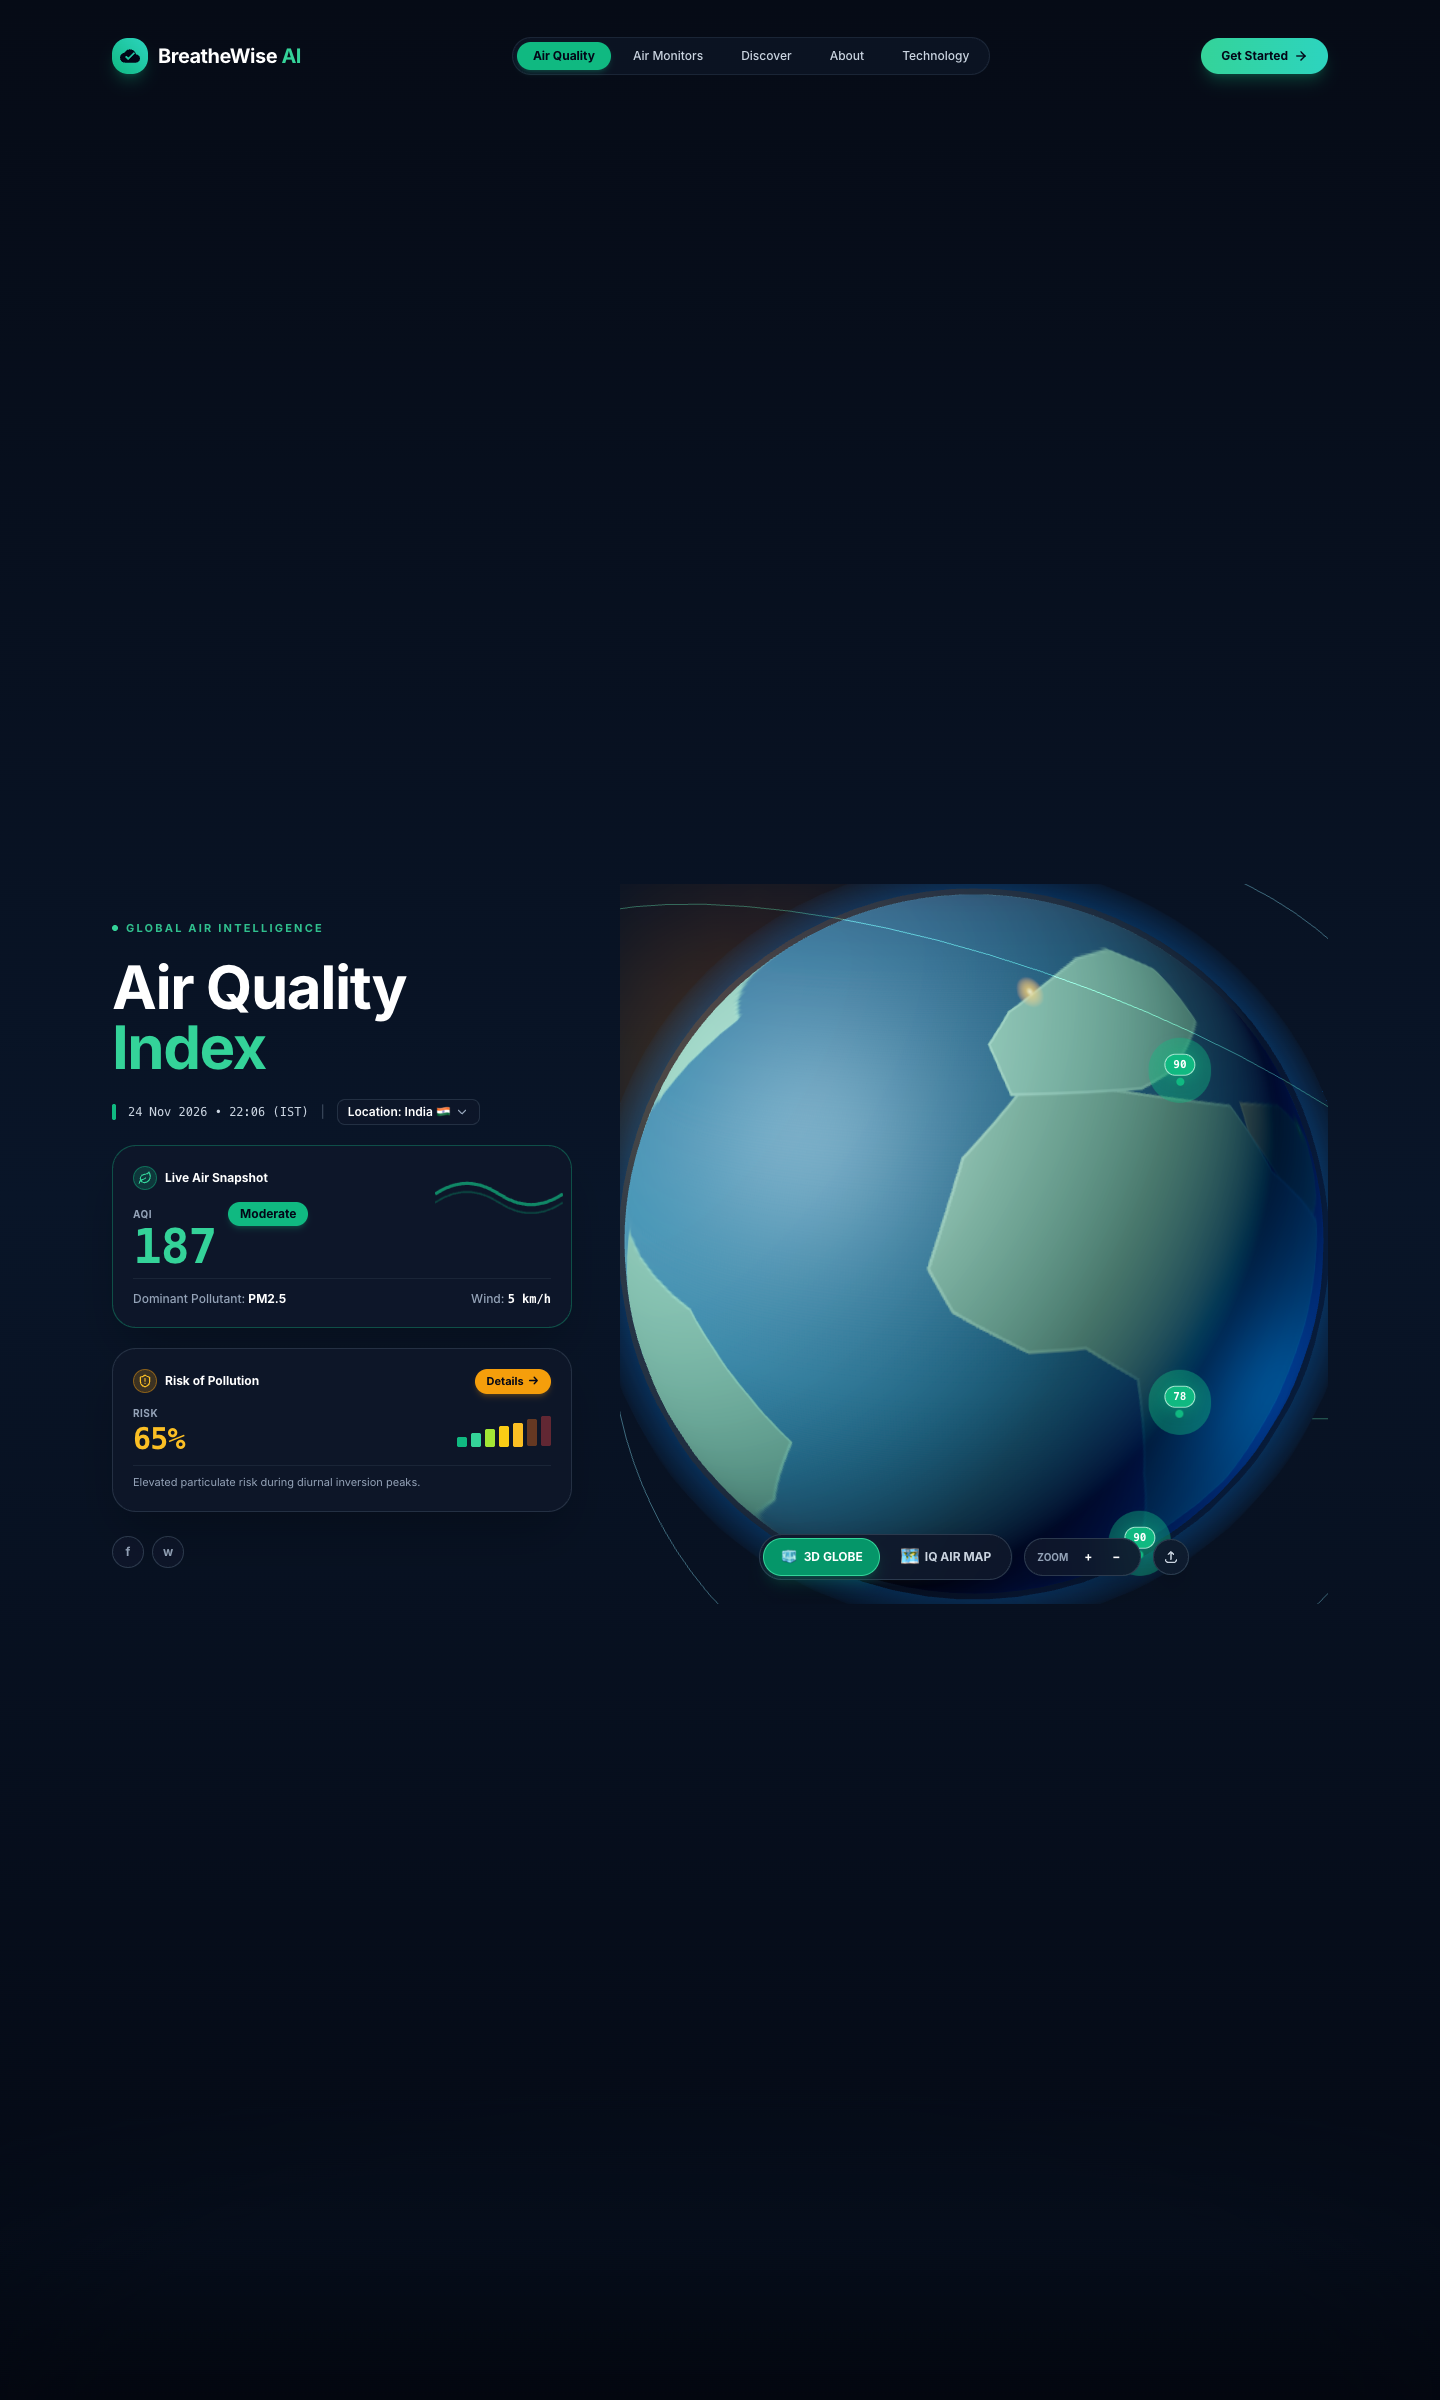 BreatheWise AI
Air Quality
Air Monitors
Discover
About
Technology
Get Started
GLOBAL AIR INTELLIGENCE
Air Quality
Index
24 Nov 2026 • 22:06 (IST)
Location: India
Live Air Snapshot
AQI
Moderate
187
Dominant Pollutant: PM2.5
Wind: 5 km/h
Risk of Pollution
Details
RISK
65%
Elevated particulate risk during diurnal inversion peaks.
f
w
90
78
90
3D GLOBE
IQ AIR MAP
ZOOM
+
−